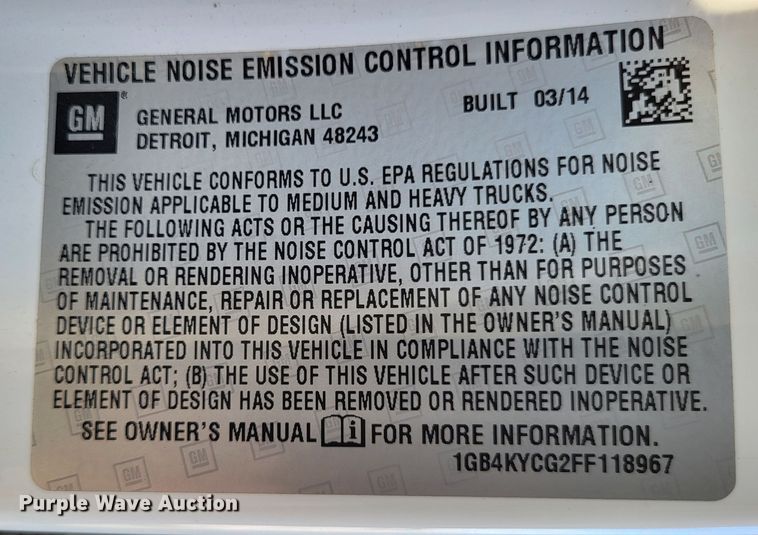 VEHICLE NOISE EMISSION CONTROL INFORMATION
GM®
GENERAL MOTORS LLC
BUILT 03/14
DETROIT, MICHIGAN 48243
THIS VEHICLE CONFORMS TO U.S. EPA REGULATIONS FOR NOISE
EMISSION APPLICABLE TO MEDIUM AND HEAVY TRUCKS.
THE FOLLOWING ACTS OR THE CAUSING THEREOF BY ANY PERSON
ARE PROHIBITED BY THE NOISE CONTROL ACT OF 1972: (A) THE
REMOVAL OR RENDERING INOPERATIVE, OTHER THAN FOR PURPOSES
OF MAINTENANCE, REPAIR OR REPLACEMENT OF ANY NOISE CONTROL
DEVICE OR ELEMENT OF DESIGN (LISTED IN THE OWNER'S MANUAL)
INCORPORATED INTO THIS VEHICLE IN COMPLIANCE WITH THE NOISE
CONTROL ACT; (B) THE USE OF THIS VEHICLE AFTER SUCH DEVICE OR
ELEMENT OF DESIGN HAS BEEN REMOVED OR RENDERED INOPERATIVE.
SEE OWNER'S MANUAL i FOR MORE INFORMATION.
1GB4KYCG2FF118967
Purple Wave Auction